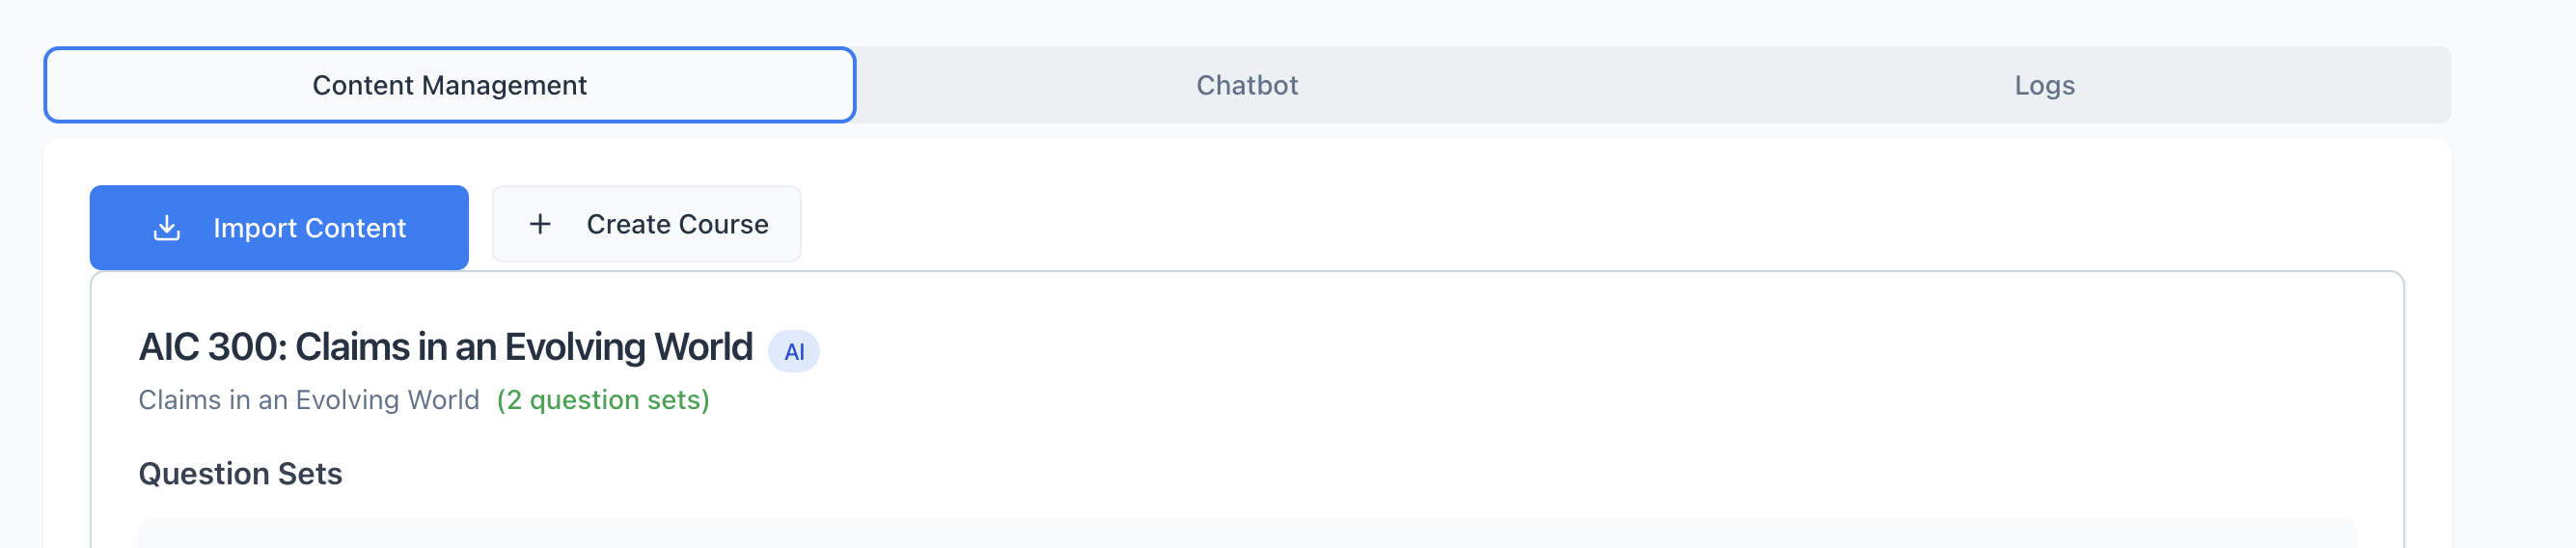 Content Management
Chatbot
Logs
Import Content
Create Course
AIC 300: Claims in an Evolving World AI
Claims in an Evolving World (2 question sets)
Question Sets